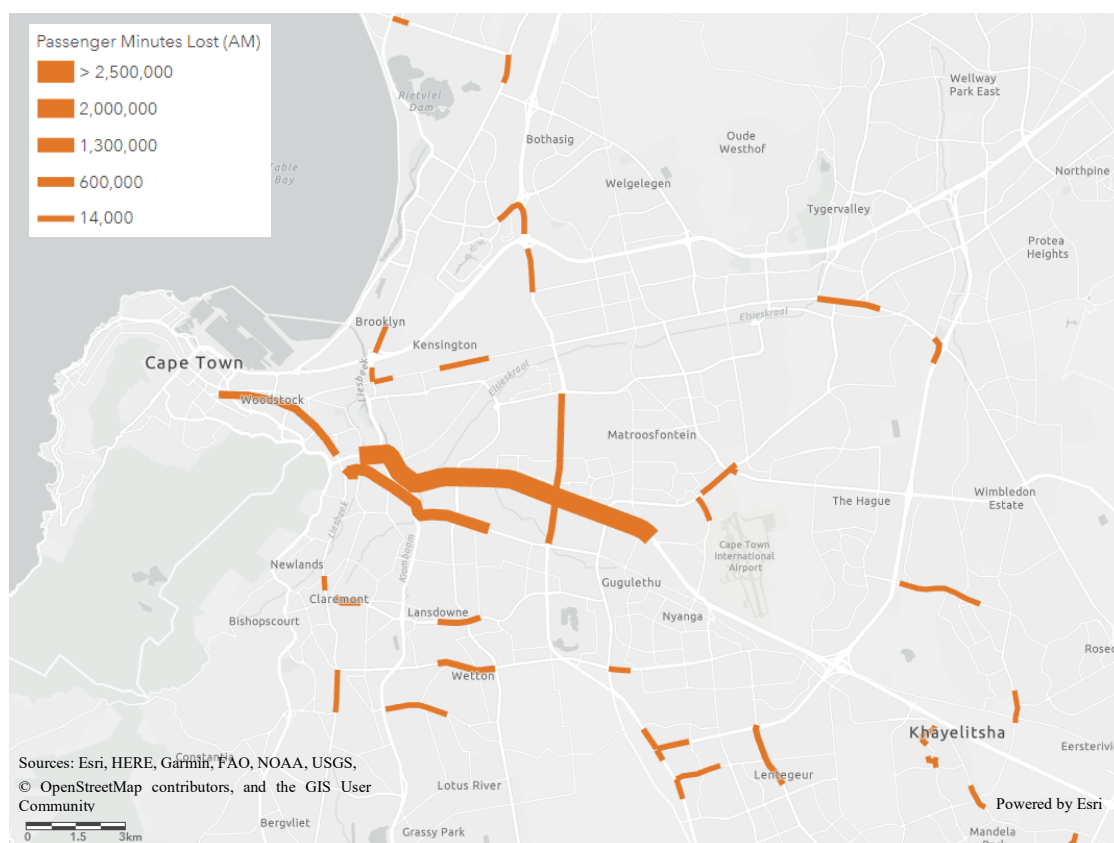 Passenger Minutes Lost (AM)
> 2,500,000
2,000,000
1,300,000
600,000
14,000
Rietvlei
Dam
Wellway
Park East
Bothasig
Oude
Westhof
Table
Bay
Northpine
Welgelegen
Tygervalley
Protea
Heights
Elsieskraal
Brooklyn
Kensington
Cape Town
Liesbeek
Elsieskraal
Woodstock
Matroosfontein
The Hague
Wimbledon
Estate
Liesbeek
Kromboom
Cape Town
International
Airport
Newlands
Gugulethu
Claremont
Lansdowne
Nyanga
Bishopscourt
Wetton
Khayelitsha
Constantia
Eersteriv
Sources: Esri, HERE, Garmin, FAO, NOAA, USGS,
© OpenStreetMap contributors, and the GIS User
Community
Lotus River
Lentegeur
Powered by Esri
Bergvliet
Grassy Park
Mandela
0 1.5 3km